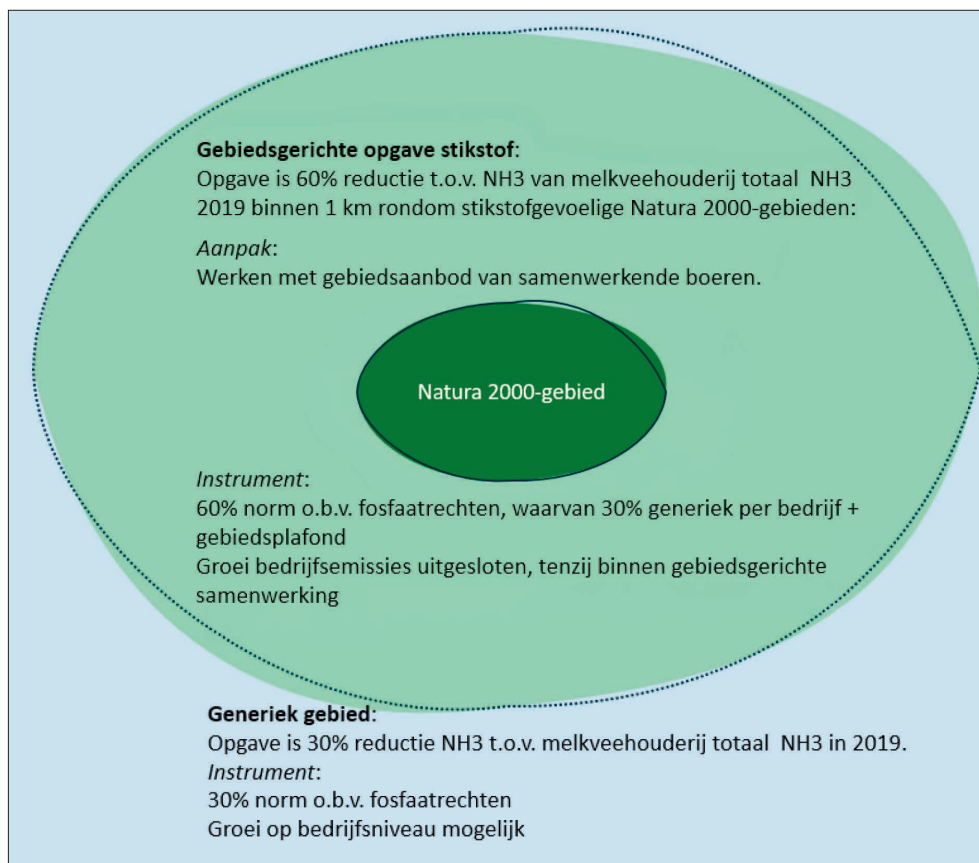 Gebiedsgerichte opgave stikstof:
Opgave is 60% reductie t.o.v. NH3 van melkveehouderij totaal NH3
2019 binnen 1 km rondom stikstofgevoelige Natura 2000-gebieden:
Aanpak:
Werken met gebiedsaanbod van samenwerkende boeren.
Natura 2000-gebied
Instrument:
60% norm o.b.v. fosfaatrechten, waarvan 30% generiek per bedrijf +
gebiedsplafond
Groei bedrijfsemissies uitgesloten, tenzij binnen gebiedsgerichte
samenwerking
Generiek gebied:
Opgave is 30% reductie NH3 t.o.v. melkveehouderij totaal NH3 in 2019.
Instrument:
30% norm o.b.v. fosfaatrechten
Groei op bedrijfsniveau mogelijk